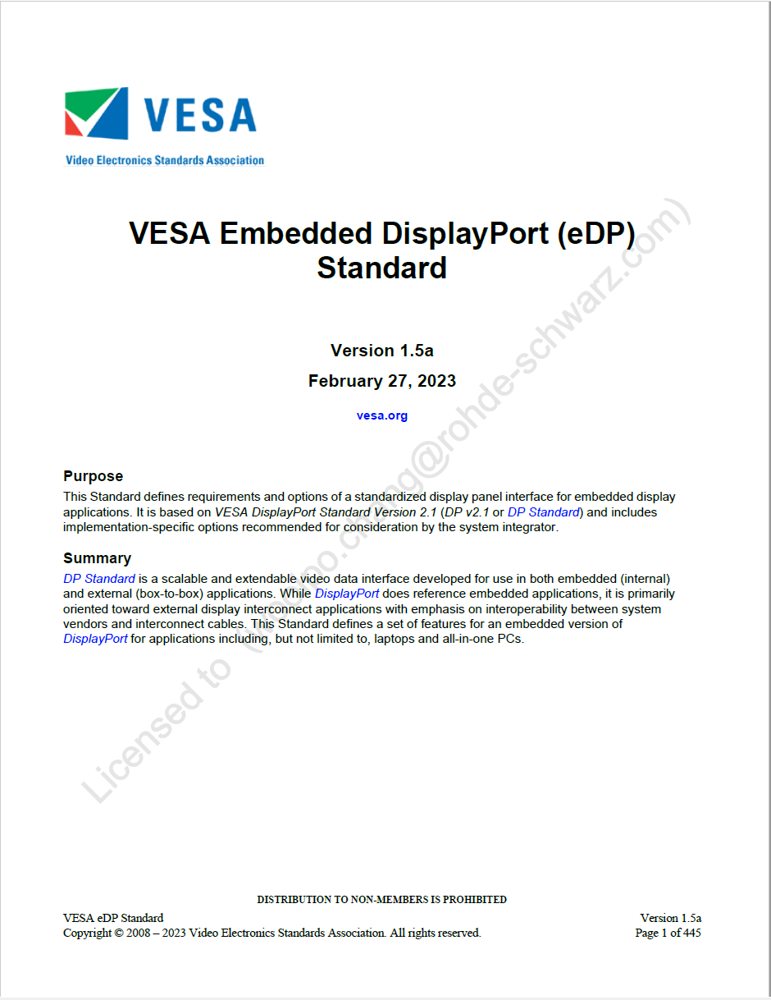 VESA
Video Electronics Standards Association
VESA Embedded DisplayPort (eDP)
Standard
Version 1.5a
February 27, 2023
vesa.org
Purpose
This Standard defines requirements and options of a standardized display panel interface for embedded display
applications. It is based on VESA DisplayPort Standard Version 2.1 (DP v2.1 or DP Standard) and includes
implementation-specific options recommended for consideration by the system integrator.
Summary
DP Standard is a scalable and extendable video data interface developed for use in both embedded (internal)
and external (box-to-box) applications. While DisplayPort does reference embedded applications, it is primarily
oriented toward external display interconnect applications with emphasis on interoperability between system
vendors and interconnect cables. This Standard defines a set of features for an embedded version of
DisplayPort for applications including, but not limited to, laptops and all-in-one PCs.
Licensed to
DISTRIBUTION TO NON-MEMBERS IS PROHIBITED
VESA eDP Standard Version 1.5a
Copyright © 2008 – 2023 Video Electronics Standards Association. All rights reserved. Page 1 of 445